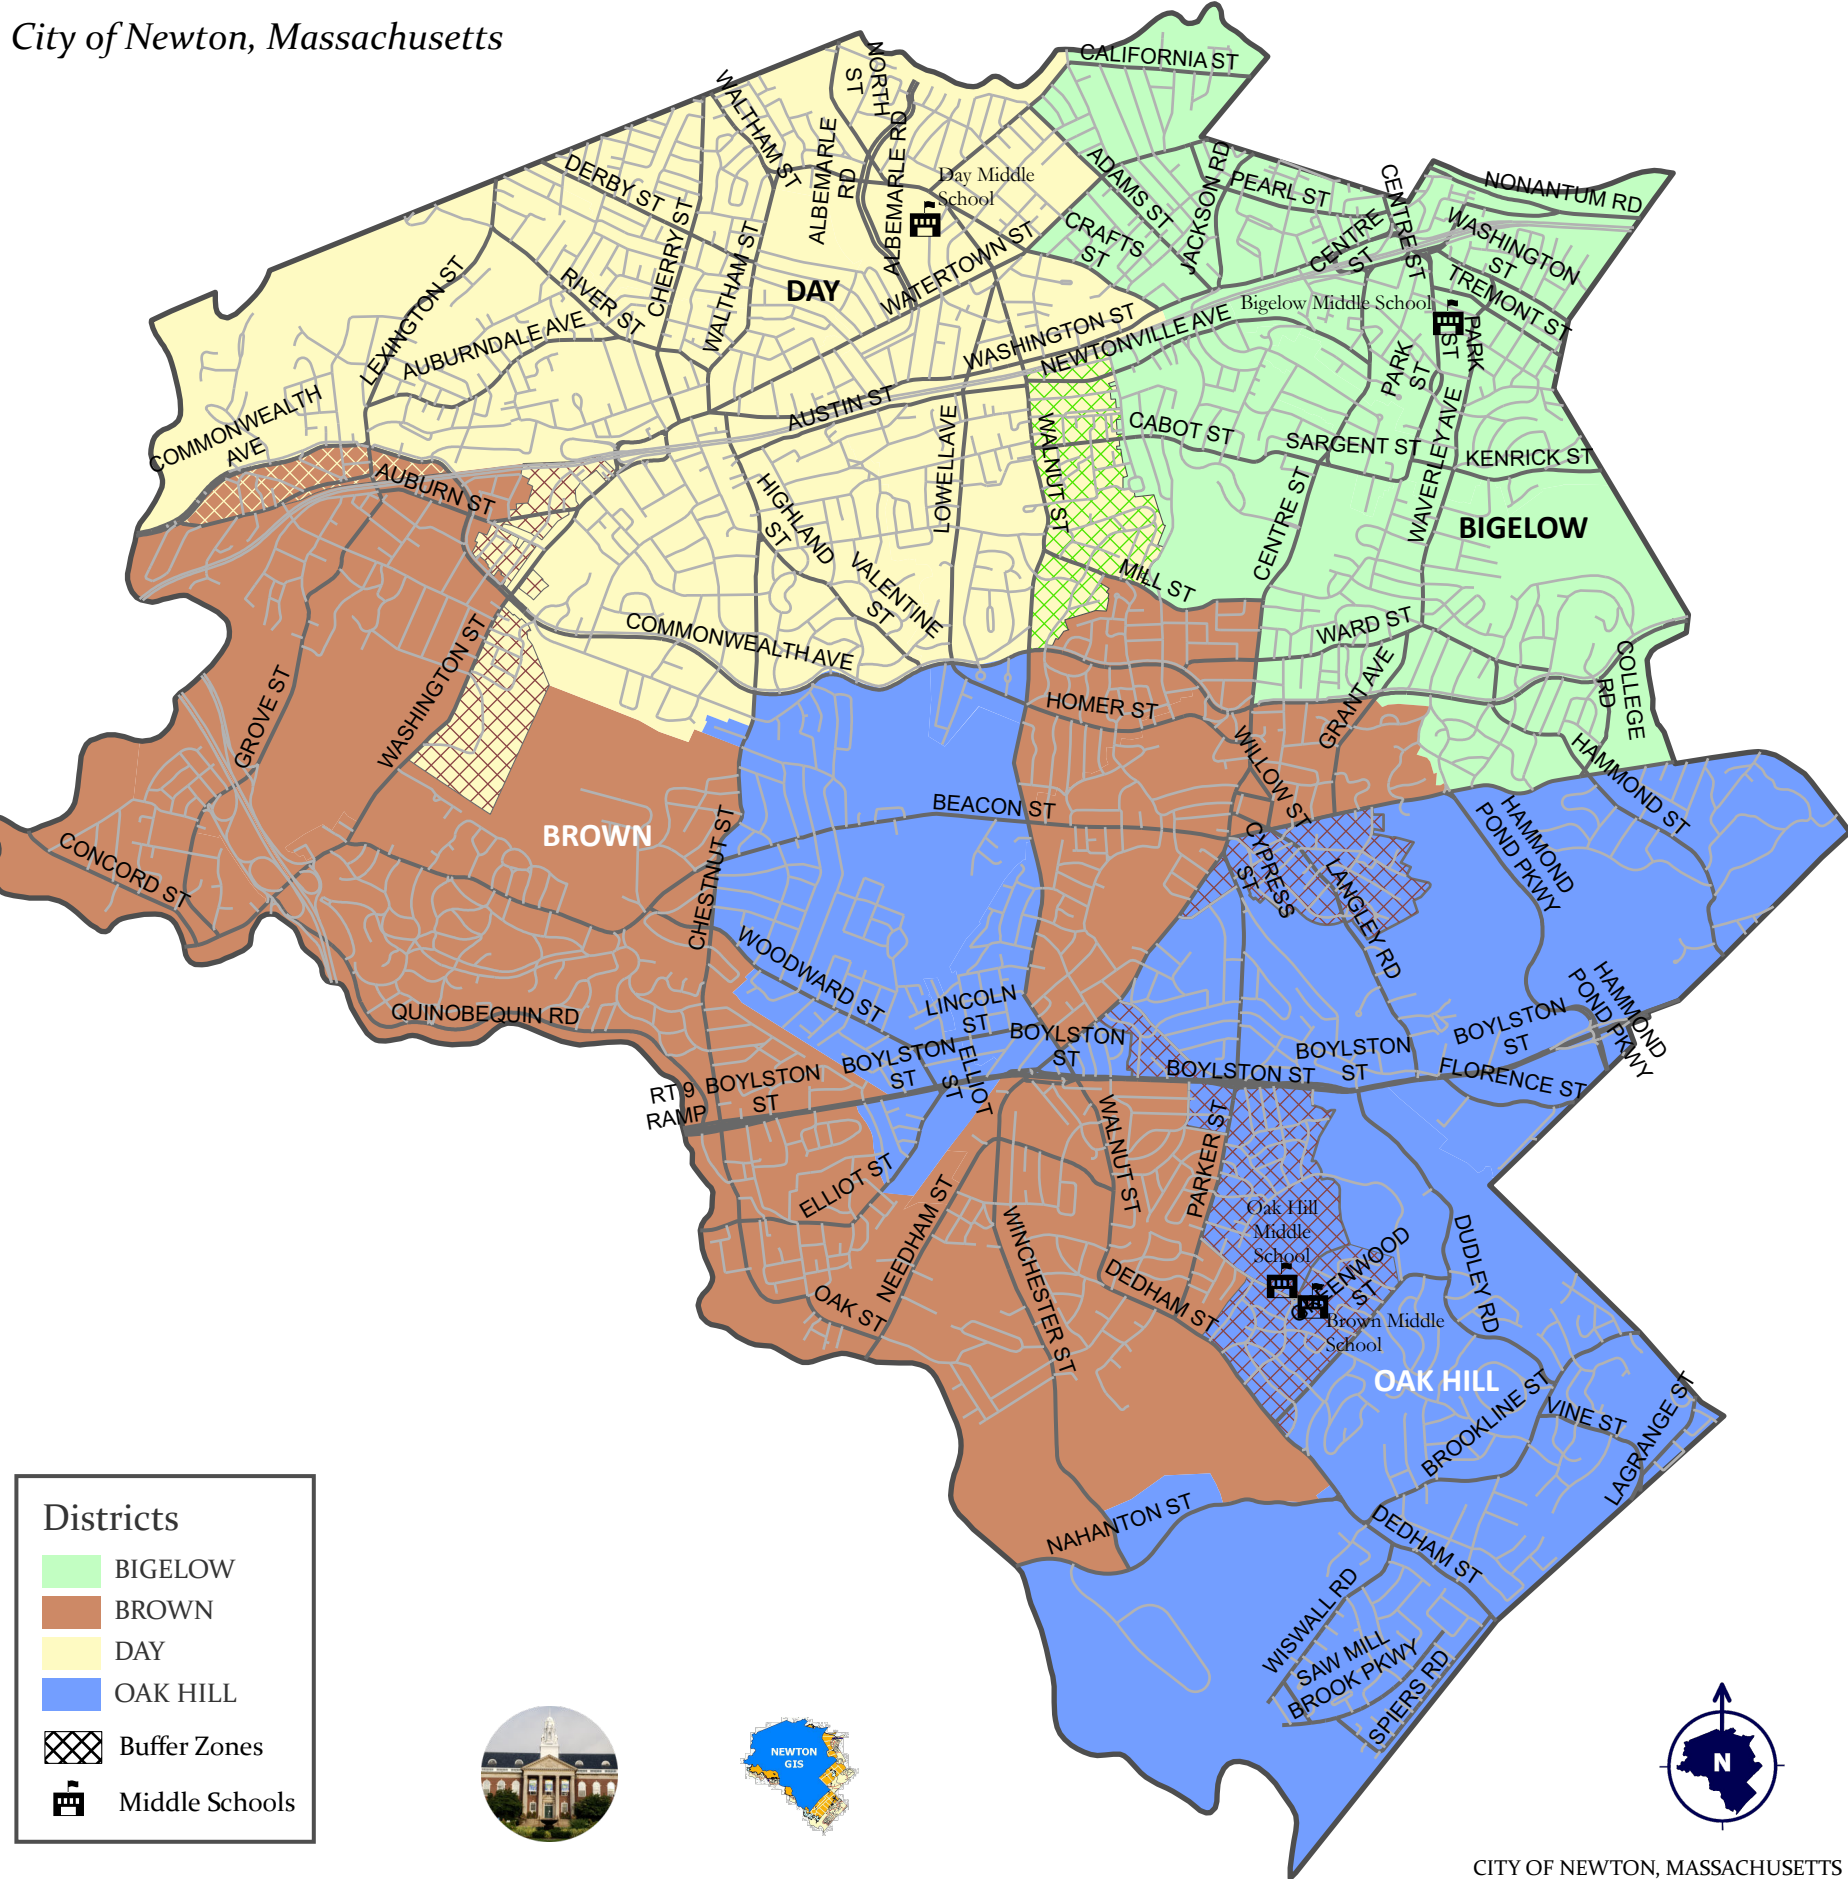 City of Newton, Massachusetts
CALIFORNIA ST
NORTH
ST
WALTHAM ST
ALBEMARLE
RD
ALBEMARLE RD
DERBY ST
CHERRY ST
WALTHAM ST
Day Middle
School
ADAMS ST
JACKSON RD
PEARL ST
CENTRE ST
NONANTUM RD
CRAFTS
ST
CENTRE
ST
WASHINGTON
ST
LEXINGTON ST
RIVER ST
DAY
WATERTOWN ST
TREMONT ST
Bigelow Middle School
AUBURNDALE AVE
WASHINGTON ST
NEWTONVILLE AVE
PARK
ST
PARK
ST
COMMONWEALTH
AVE
AUSTIN ST
LOWELL AVE
WALNUT ST
CABOT ST
SARGENT ST
WAVERLEY AVE
KENRICK ST
AUBURN ST
HIGHLAND
ST
CENTRE ST
BIGELOW
VALENTINE
ST
MILL ST
COMMONWEALTH AVE
WARD ST
COLLEGE
RD
GROVE ST
WASHINGTON ST
HOMER ST
GRANT AVE
WILLOW ST
HAMMOND ST
BEACON ST
BROWN
CHESTNUT ST
CONCORD ST
CYPRESS
ST
LANGLEY RD
HAMMOND
POND PKWY
WOODWARD ST
QUINOBEQUIN RD
LINCOLN
ST
BOYLSTON
ST
BOYLSTON
ST
HAMMOND
POND PKWY
BOYLSTON
ST
ELLIOT
ST
BOYLSTON ST
BOYLSTON
ST
FLORENCE ST
RT 9
RAMP
BOYLSTON
ST
WALNUT ST
PARKER ST
ELLIOT ST
NEEDHAM ST
WINCHESTER ST
Oak Hill
Middle
School
GREENWOOD
ST
DUDLEY RD
DEDHAM ST
OAK ST
Brown Middle
School
OAK HILL
BROOKLINE ST
VINE ST
LAGRANGE ST
NAHANTON ST
DEDHAM ST
WISWALL RD
SAW MILL
BROOK PKWY
SPIERS RD
Districts
BIGELOW
BROWN
DAY
OAK HILL
Buffer Zones
Middle Schools
NEWTON
GIS
N
CITY OF NEWTON, MASSACHUSETTS